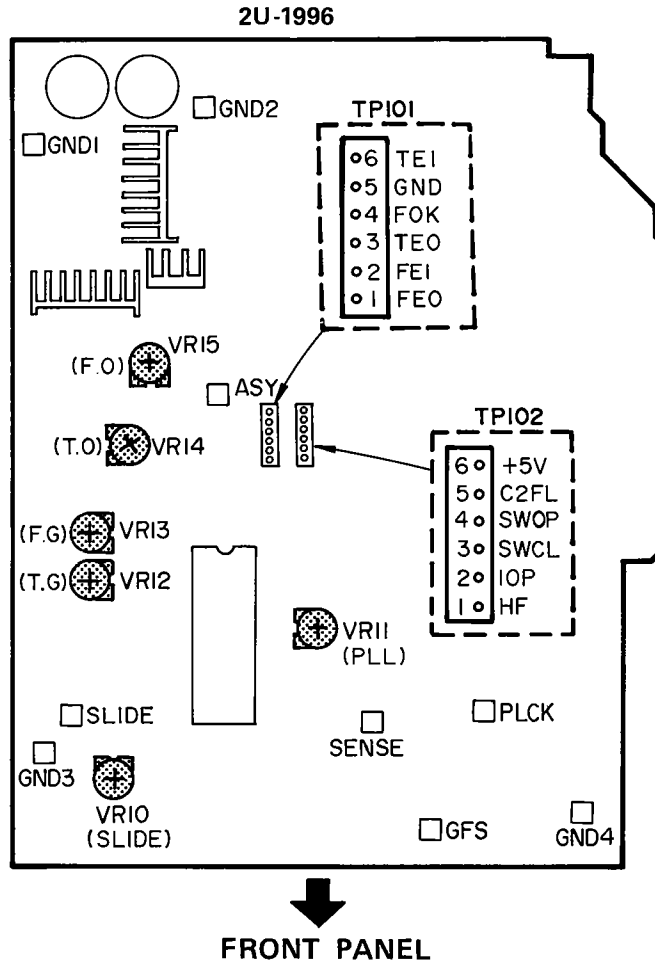 2U-1996
GND2
GND1
TP101
6 TEI
5 GND
4 FOK
3 TEO
2 FEI
1 FEO
VR15
(F.O)
ASY
(T.O) VR14
TP102
6 +5V
5 C2FL
4 SWOP
3 SWCL
2 IOP
1 HF
(F.G) VR13
(T.G) VR12
VR11
(PLL)
SLIDE
PLCK
SENSE
GND3
VR10
(SLIDE)
GFS
GND4
FRONT PANEL